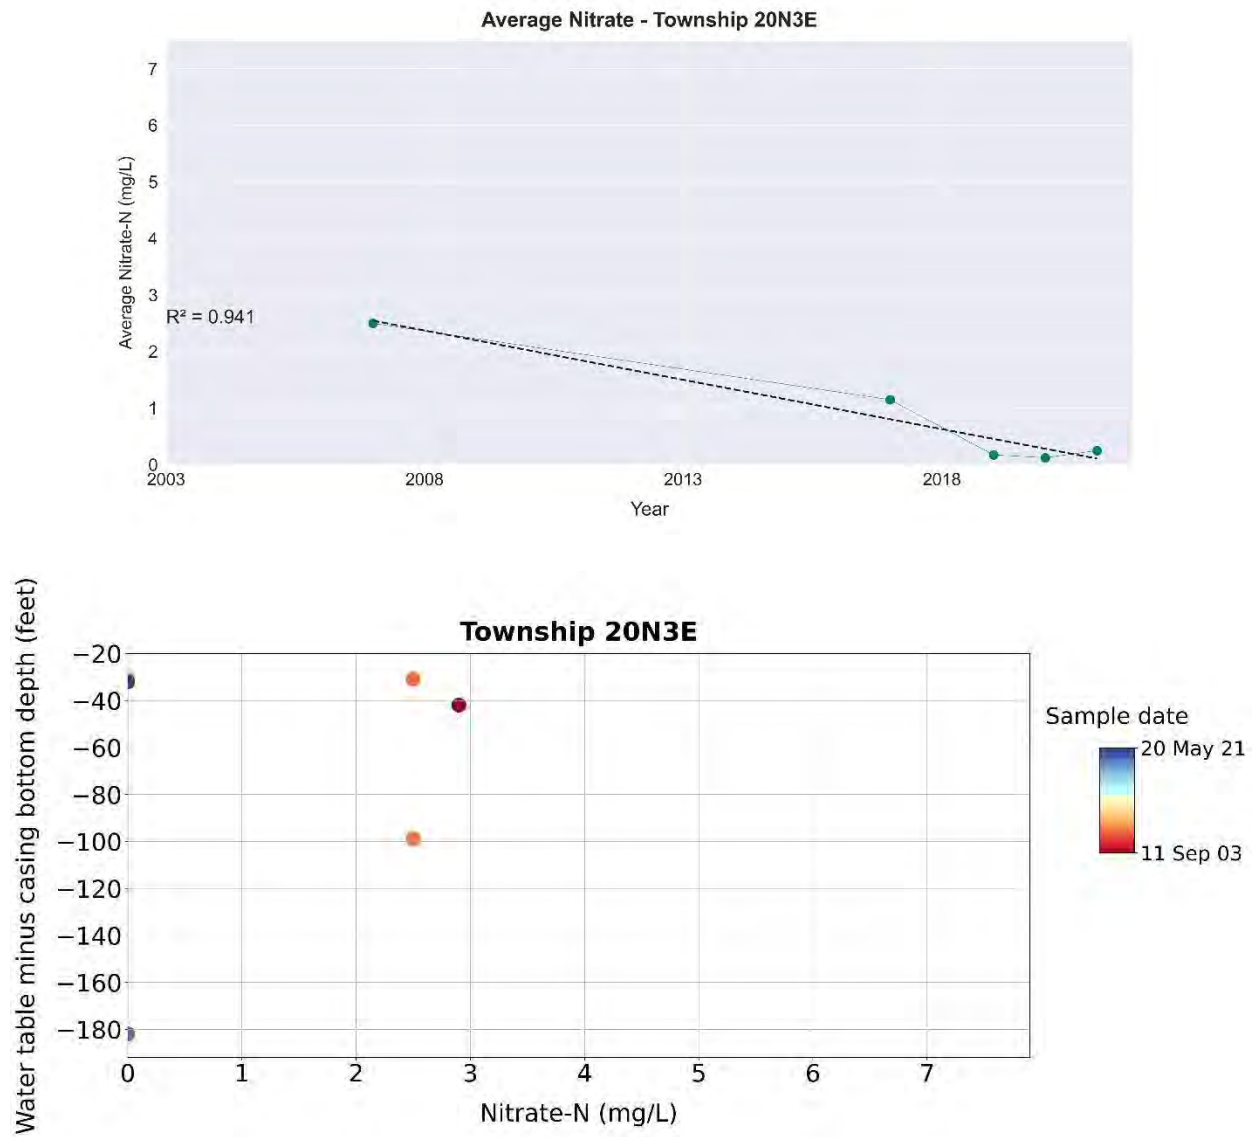 Average Nitrate - Township 20N3E
Average Nitrate-N (mg/L)
7
6
5
4
3
2
1
0
R² = 0.941
2003 2008 2013 2018
Year
Township 20N3E
Water table minus casing bottom depth (feet)
−20
−40
−60
−80
−100
−120
−140
−160
−180
0 1 2 3 4 5 6 7
Nitrate-N (mg/L)
Sample date
20 May 21
11 Sep 03